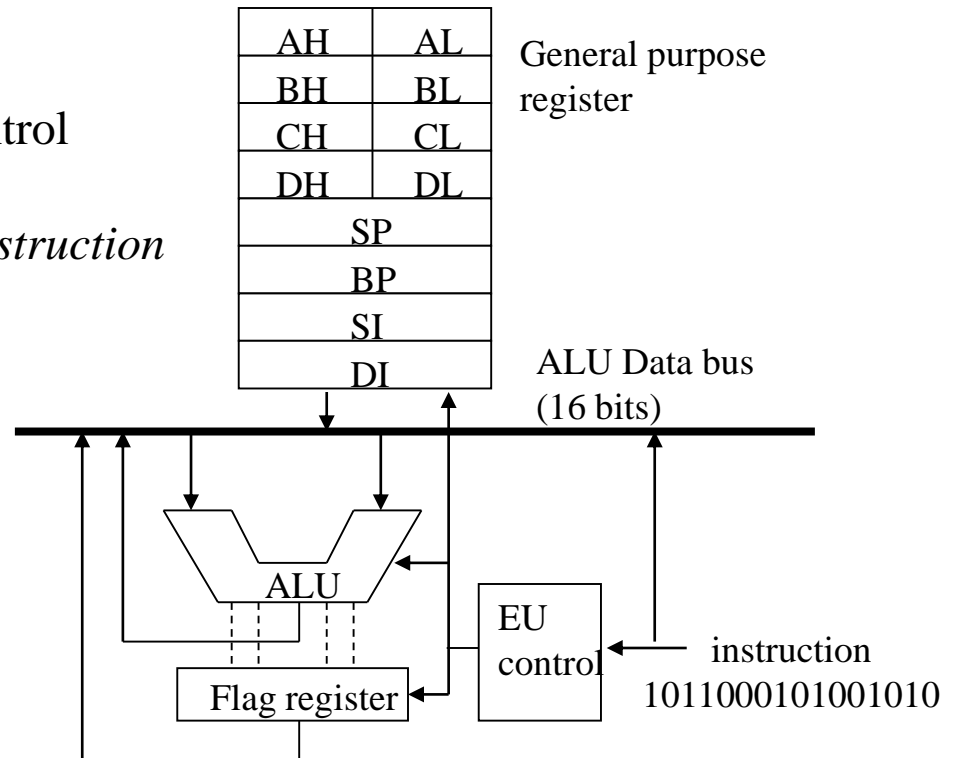 AH AL
BH BL
CH CL
DH DL
SP
BP
SI
DI
General purpose
register
ntrol
struction
ALU Data bus
(16 bits)
ALU
EU
control
Flag register
instruction
1011000101001010